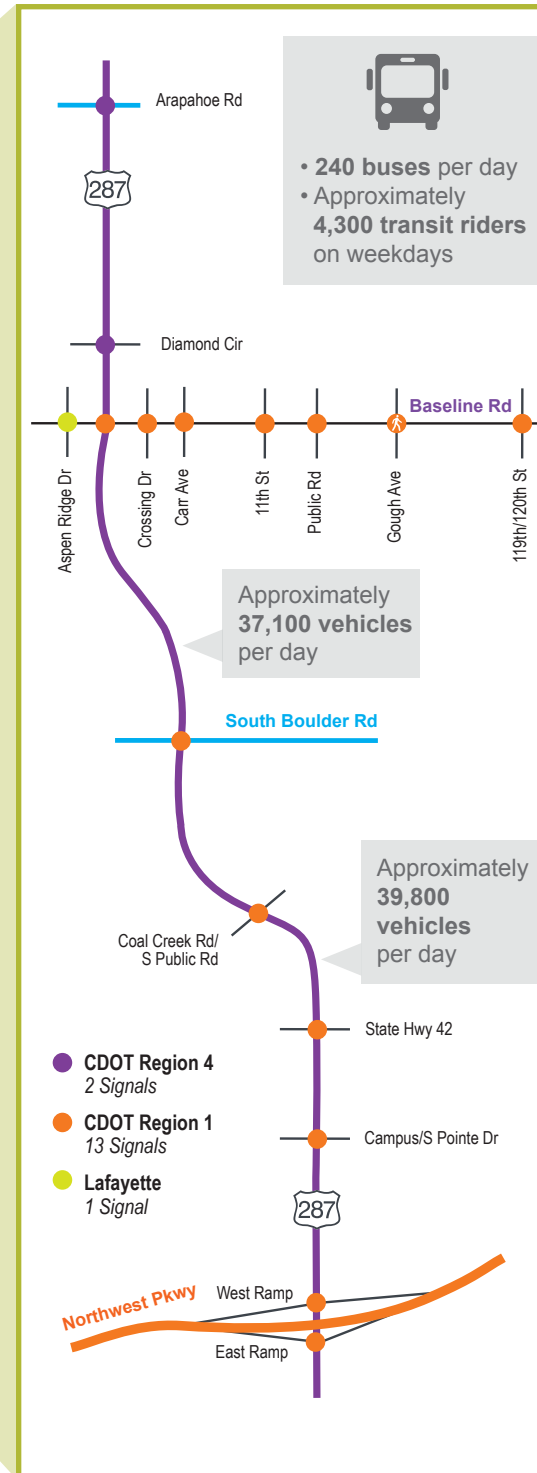 Arapahoe Rd
287
• 240 buses per day
• Approximately
4,300 transit riders
on weekdays
Diamond Cir
Baseline Rd
Aspen Ridge Dr
Crossing Dr
Carr Ave
11th St
Public Rd
Gough Ave
119th/120th St
Approximately
37,100 vehicles
per day
South Boulder Rd
Approximately
39,800
vehicles
per day
Coal Creek Rd/
S Public Rd
State Hwy 42
CDOT Region 4
2 Signals
CDOT Region 1
13 Signals
Lafayette
1 Signal
Campus/S Pointe Dr
287
West Ramp
Northwest Pkwy
East Ramp